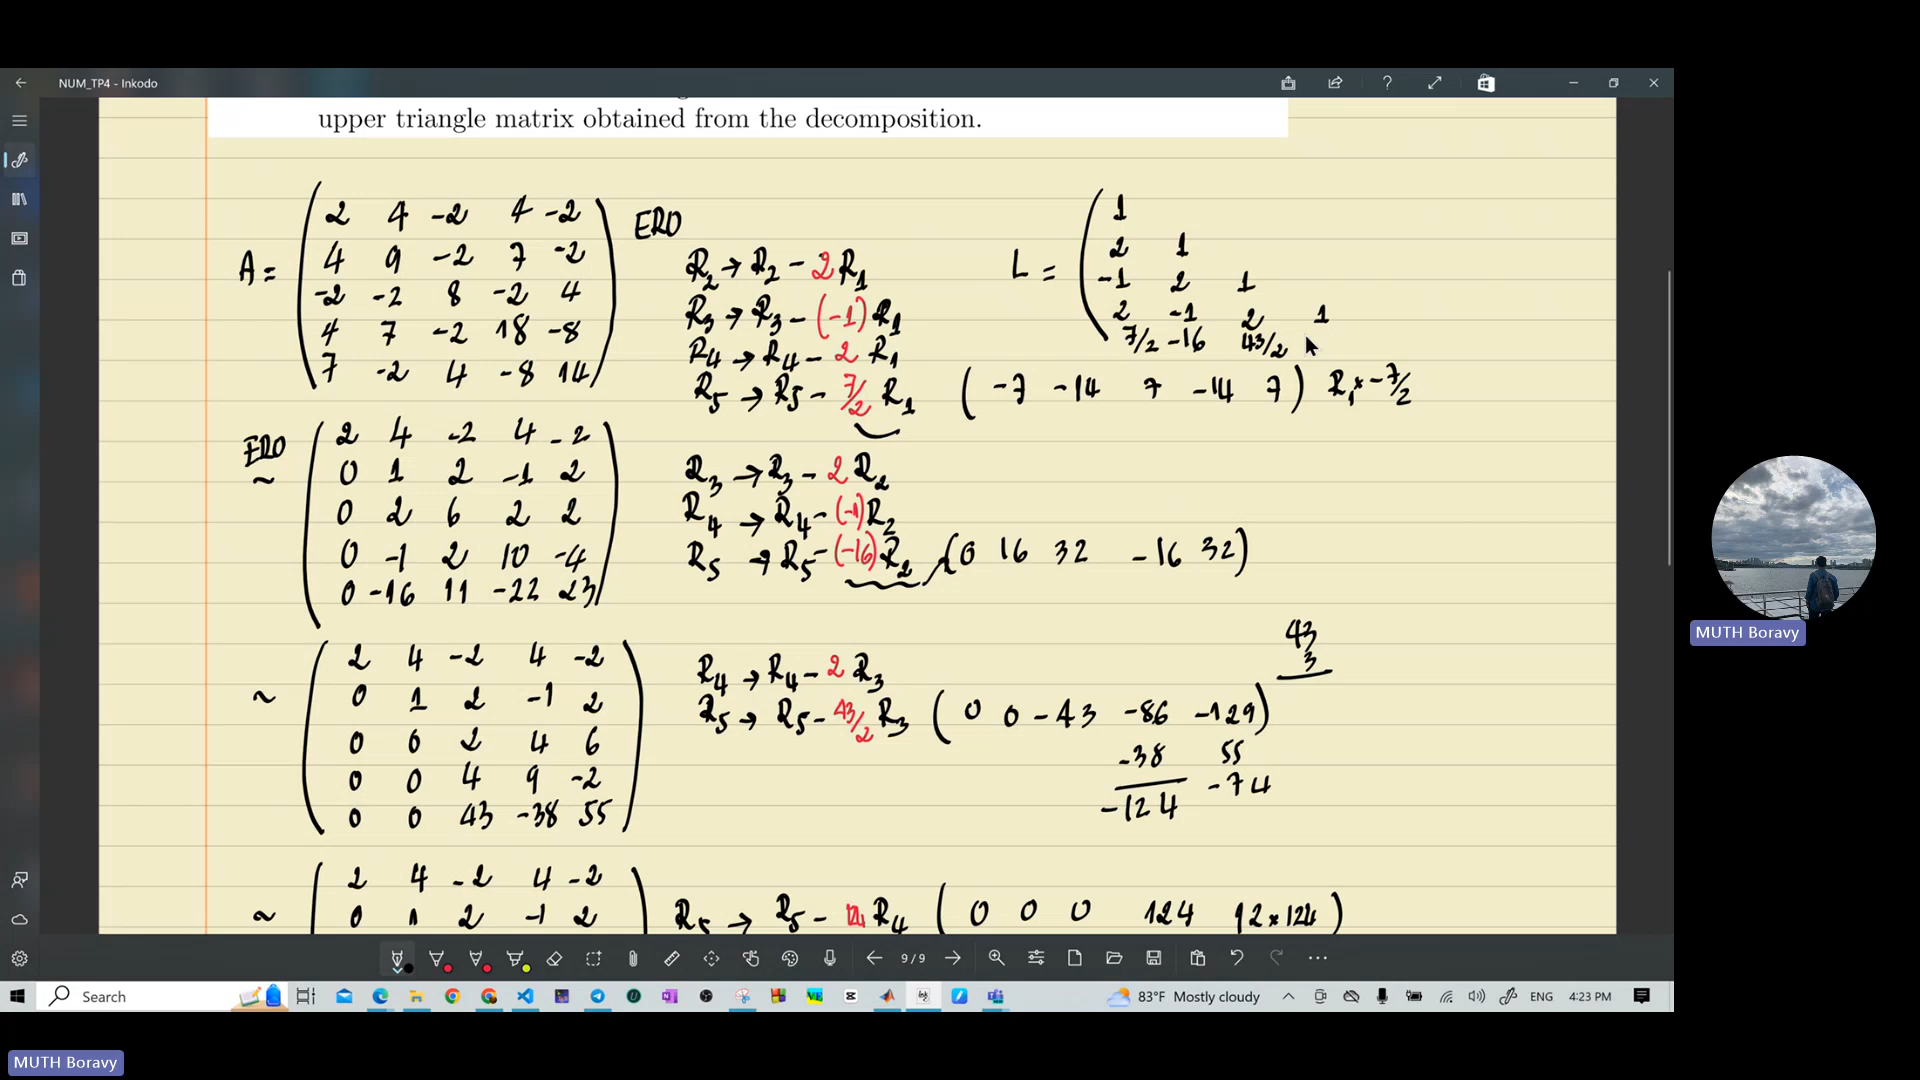 NUM_TP4 - Inkodo
upper triangle matrix obtained from the decomposition.
A =
2 4 -2 4 -2
4 9 -2 7 -2
-2 -2 8 -2 4
4 7 -2 18 -8
7 -2 4 -8 14
ERO
R2 → R2 - 2 R1
R3 → R3 - (-1) R1
R4 → R4 - 2 R1
R5 → R5 - 7/2 R1
L =
1
2 1
-1 2 1
2 -1 2 1
7/2 -16 43/2
( -7 -14 7 -14 7 ) R1 × -7/2
ERO
~
2 4 -2 4 -2
0 1 2 -1 2
0 2 6 2 2
0 -1 2 10 -4
0 -16 11 -22 23
R3 → R3 - 2 R2
R4 → R4 - (-1) R2
R5 → R5 - (-16) R2
(0 16 32 -16 32)
~
2 4 -2 4 -2
0 1 2 -1 2
0 0 2 4 6
0 0 4 9 -2
0 0 43 -38 55
R4 → R4 - 2 R3
R5 → R5 - 43/2 R3
( 0 0 -43 -86 -129 )
-38 55
-124 -74
43
3
~
2 4 -2 4 -2
0 1 2 -1 2
R5 → R5 - 124 R4
( 0 0 0 124 12×124 )
9/9
MUTH Boravy
Search
83°F Mostly cloudy
ENG
4:23 PM
MUTH Boravy